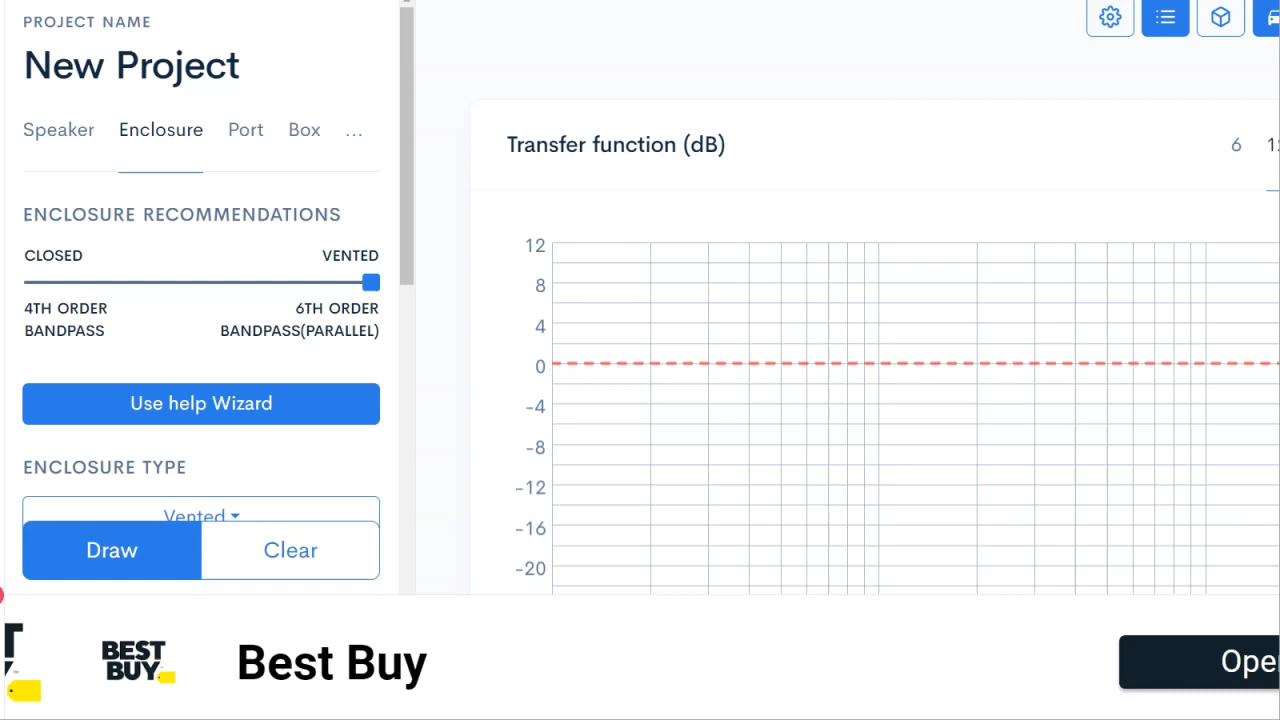 PROJECT NAME
New Project
Speaker Enclosure Port Box ...
ENCLOSURE RECOMMENDATIONS
CLOSED VENTED
4TH ORDER BANDPASS
6TH ORDER BANDPASS(PARALLEL)
Use help Wizard
ENCLOSURE TYPE
Vented
Draw Clear
Transfer function (dB)
6
12
8
4
0
-4
-8
-12
-16
-20
BEST BUY
Best Buy